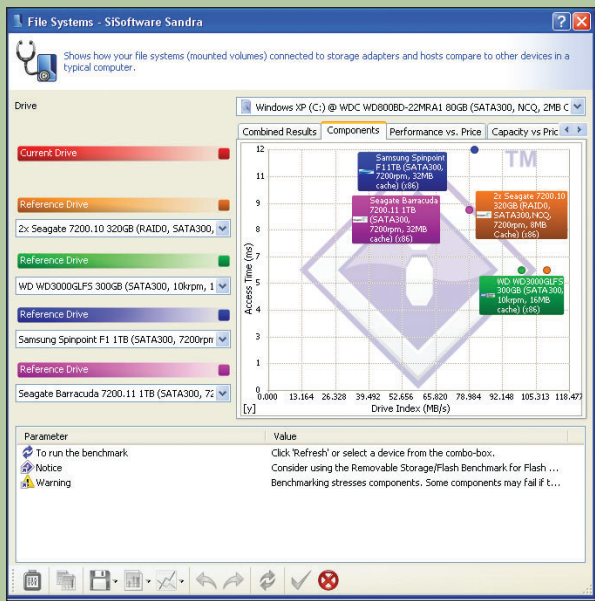 File Systems - SiSoftware Sandra
Shows how your file systems (mounted volumes) connected to storage adapters and hosts compare to other devices in a
typical computer.
Drive
Windows XP (C:) @ WDC WD800BD-22MRA1 80GB (SATA300, NCQ, 2MB C
Combined Results
Components
Performance vs. Price
Capacity vs Pric
Current Drive
Reference Drive
2x Seagate 7200.10 320GB (RAID0, SATA300,
Reference Drive
WD WD3000GLFS 300GB (SATA300, 10krpm, 1
Reference Drive
Samsung Spinpoint F1 1TB (SATA300, 7200rpm
Reference Drive
Seagate Barracuda 7200.11 1TB (SATA300, 72
Access Time (ms)
12
11
9
8
6
5
4
3
1
0
TM
Samsung Spinpoint
F1 1TB (SATA300,
7200rpm, 32MB
cache) (x86)
Seagate Barracuda
7200.11 1TB
(SATA300,
7200rpm, 32MB
cache) (x86)
2x Seagate 7200.10
320GB (RAID0,
SATA300,NCQ,
7200rpm, 8MB
Cache) (x86)
WD WD3000GLFS
300GB (SATA300,
10krpm, 16MB
cache) (x86)
0.000 13.164 26.328 39.492 52.656 65.820 78.984 92.148 105.313 118.477
[y]
Drive Index (MB/s)
Parameter Value
To run the benchmark Click 'Refresh' or select a device from the combo-box.
Notice Consider using the Removable Storage/Flash Benchmark for Flash ...
Warning Benchmarking stresses components. Some components may fail if t...